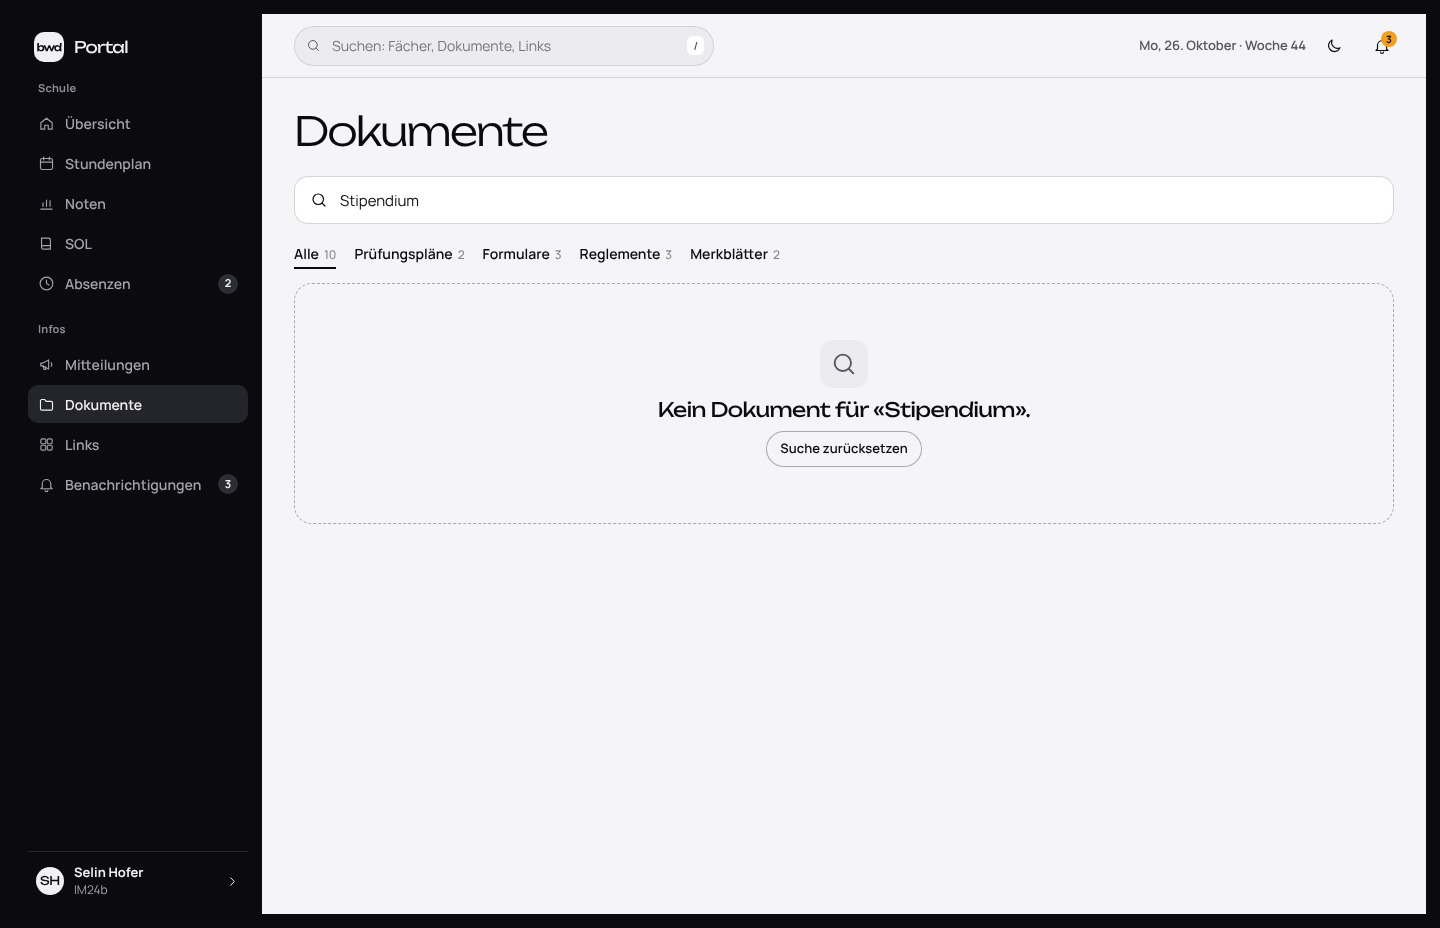 bwd Portal
Schule
Übersicht
Stundenplan
Noten
SOL
Absenzen 2
Infos
Mitteilungen
Dokumente
Links
Benachrichtigungen 3
SH Selin Hofer
IM24b
Suchen: Fächer, Dokumente, Links /
Mo, 26. Oktober · Woche 44 3
Dokumente
Stipendium
Alle 10 Prüfungspläne 2 Formulare 3 Reglemente 3 Merkblätter 2
Kein Dokument für «Stipendium».
Suche zurücksetzen